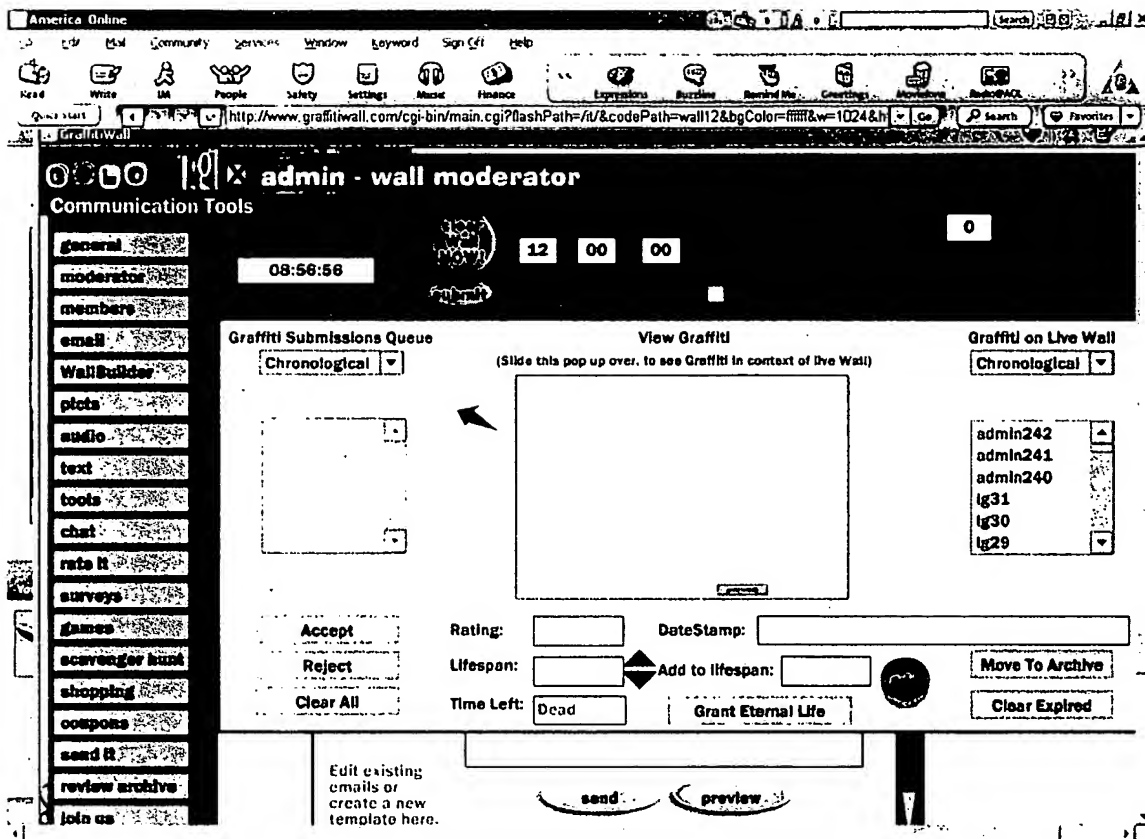 America Online
Search
Edit Mail Community Services Window Keyword Sign Off Help
Read Write IM People Safety Settings Music Finance Expressions Buzzline Remind Me Greetings Moviefone Radio@AOL
Quick Start http://www.graffitiwall.com/cgi-bin/main.cgi?flashPath=/it/&codePath=wall12&bgColor=ffffff&w=1024&h Go Search Favorites
GraffitiWall
admin - wall moderator
Communication Tools
0
general
12 00 00
08:56:56
moderator
submit
members
email
Graffiti Submissions Queue View Graffiti Graffiti on Live Wall
Chronological (Slide this pop up over, to see Graffiti in context of live Wall) Chronological
WallBuilder
picts
audio
admin242
admin241
text
admin240
tools
lg31
chat
lg30
rate it
lg29
surveys
games
Accept Rating: DateStamp:
scavenger hunt
Reject Lifespan: Add to lifespan: Move To Archive
shopping
Clear All Time Left: Dead Grant Eternal Life Clear Expired
coupons
send it
review archive
join us
Edit existing
emails or
create a new
template here.
send preview